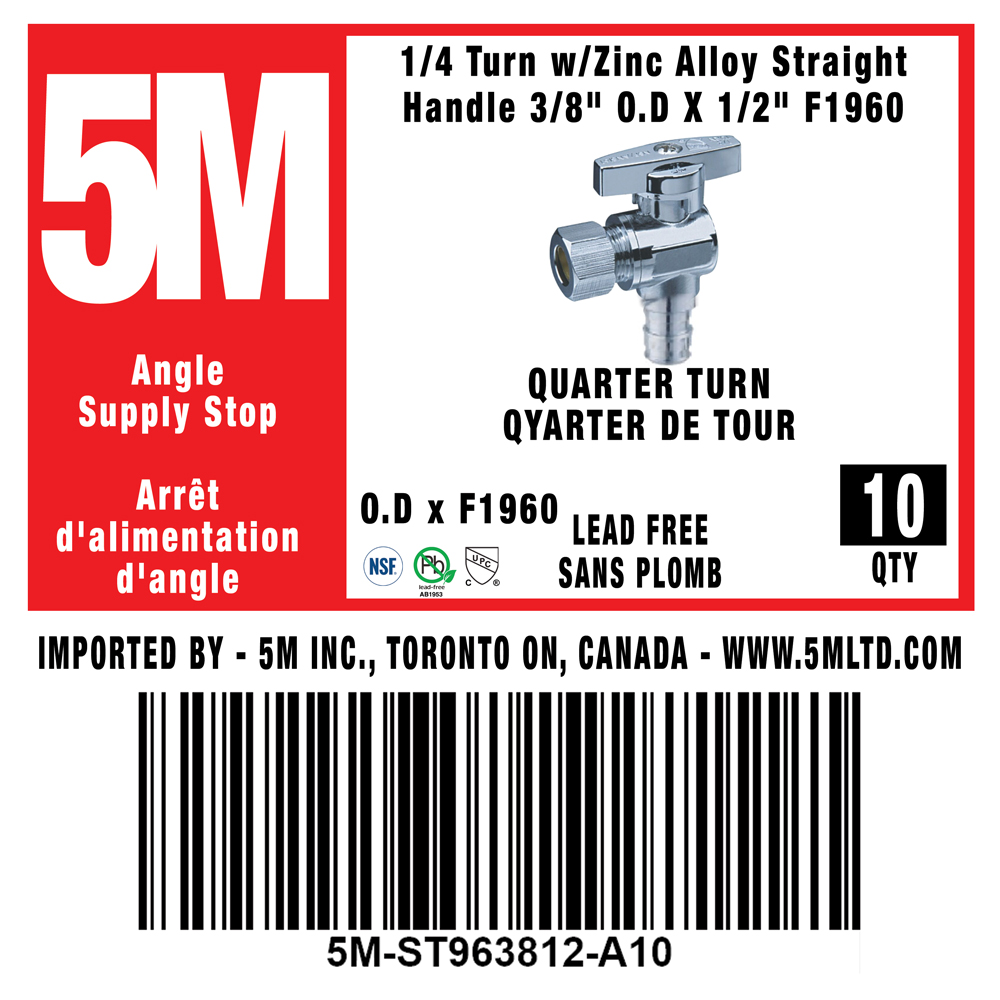 5M
Angle
Supply Stop
Arrêt
d'alimentation
d'angle
1/4 Turn w/Zinc Alloy Straight
Handle 3/8" O.D X 1/2" F1960
QUARTER TURN
QYARTER DE TOUR
O.D x F1960
LEAD FREE
SANS PLOMB
10
QTY
NSF.
Pb
lead-free
AB1953
UPC
C ®
IMPORTED BY - 5M INC., TORONTO ON, CANADA - WWW.5MLTD.COM
5M-ST963812-A10